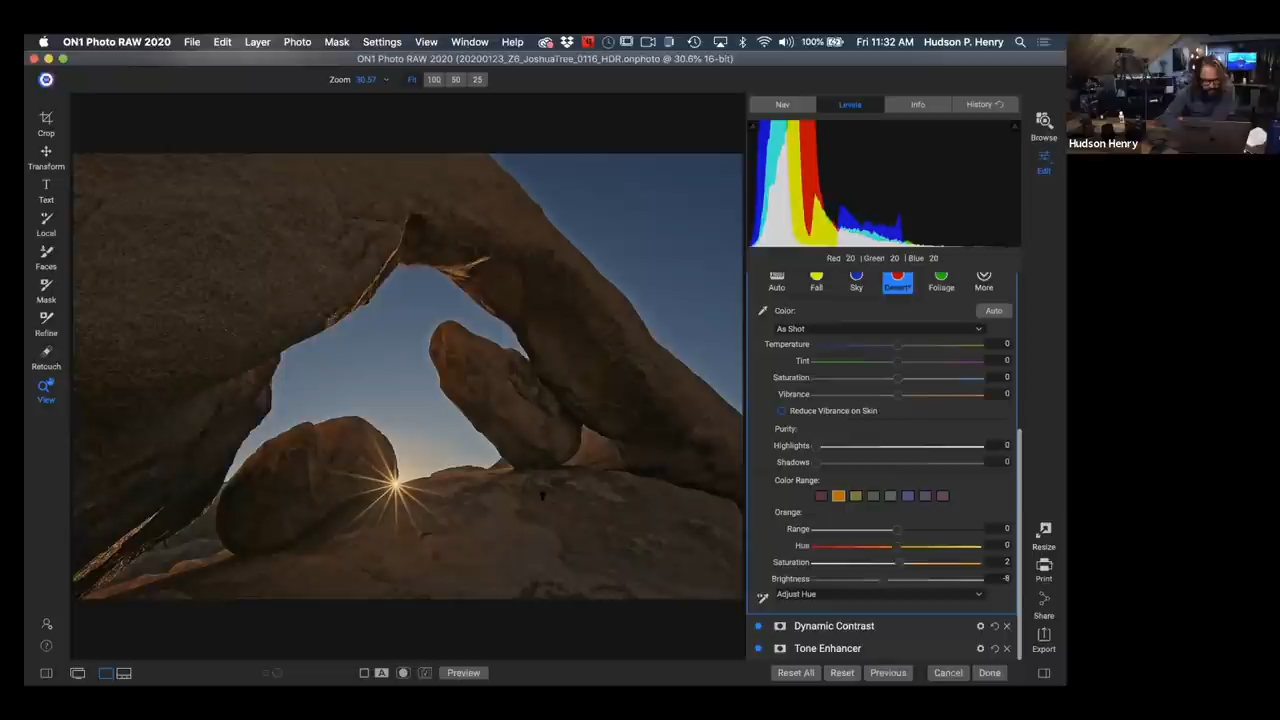 ON1 Photo RAW 2020 File Edit Layer Photo Mask Settings View Window Help 100% Fri 11:32 AM Hudson P. Henry
ON1 Photo RAW 2020 (20200123_Z6_JoshuaTree_0116_HDR.onphoto @ 30.6% 16-bit)
Zoom 30.57 Fit 100 50 25
Crop
Transform
Text
Local
Faces
Mask
Refine
Retouch
View
Nav Levels Info History
Red 20 | Green 20 | Blue 20
Auto Fall Sky Desert* Foliage More
Color: Auto
As Shot
Temperature 0
Tint 0
Saturation 0
Vibrance 0
Reduce Vibrance on Skin
Purity:
Highlights 0
Shadows 0
Color Range:
Orange:
Range 0
Hue 0
Saturation 2
Brightness -8
Adjust Hue
Dynamic Contrast
Tone Enhancer
Reset All Reset Previous Cancel Done
A Preview
Browse
Edit
Resize
Print
Share
Export
Hudson Henry